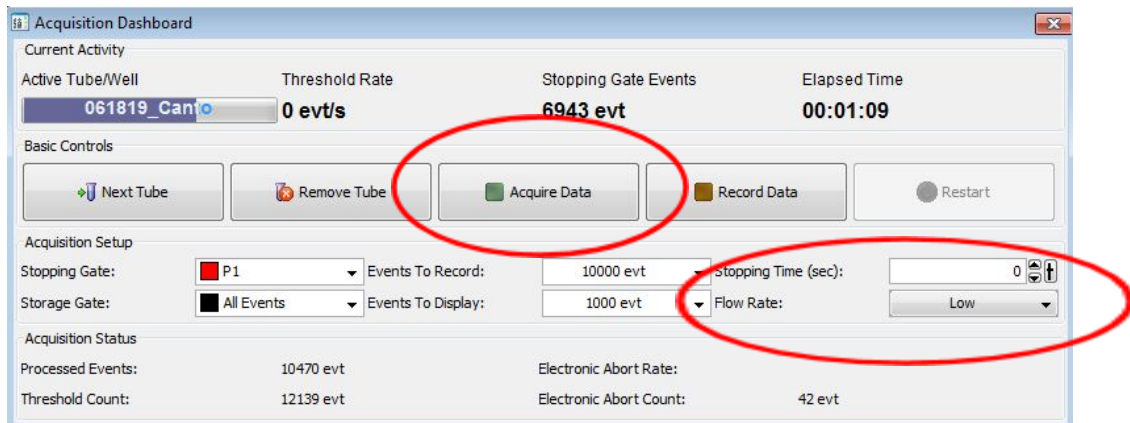 Acquisition Dashboard
Current Activity
Active Tube/Well Threshold Rate Stopping Gate Events Elapsed Time
061819_Canto 0 evt/s 6943 evt 00:01:09
Basic Controls
Next Tube Remove Tube Acquire Data Record Data Restart
Acquisition Setup
Stopping Gate: P1 Events To Record: 10000 evt Stopping Time (sec): 0
Storage Gate: All Events Events To Display: 1000 evt Flow Rate: Low
Acquisition Status
Processed Events: 10470 evt Electronic Abort Rate:
Threshold Count: 12139 evt Electronic Abort Count: 42 evt